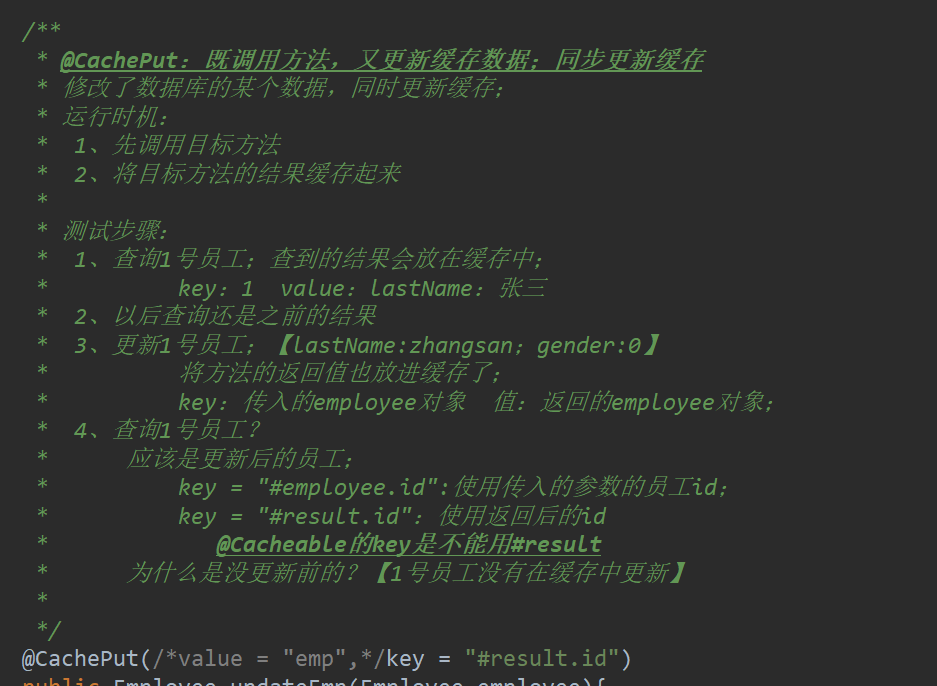 /**
 * @CachePut：既调用方法，又更新缓存数据；同步更新缓存
 * 修改了数据库的某个数据，同时更新缓存；
 * 运行时机：
 *  1、先调用目标方法
 *  2、将目标方法的结果缓存起来
 *
 * 测试步骤：
 *  1、查询1号员工；查到的结果会放在缓存中；
 *          key：1  value：lastName：张三
 *  2、以后查询还是之前的结果
 *  3、更新1号员工；【lastName:zhangsan；gender:0】
 *          将方法的返回值也放进缓存了；
 *          key：传入的employee对象  值：返回的employee对象；
 *  4、查询1号员工？
 *      应该是更新后的员工；
 *          key = "#employee.id":使用传入的参数的员工id；
 *          key = "#result.id"：使用返回后的id
 *             @Cacheable的key是不能用#result
 *      为什么是没更新前的？【1号员工没有在缓存中更新】
 *
 */
@CachePut(/*value = "emp",*/key = "#result.id")
public Employee updateEmp(Employee employee){